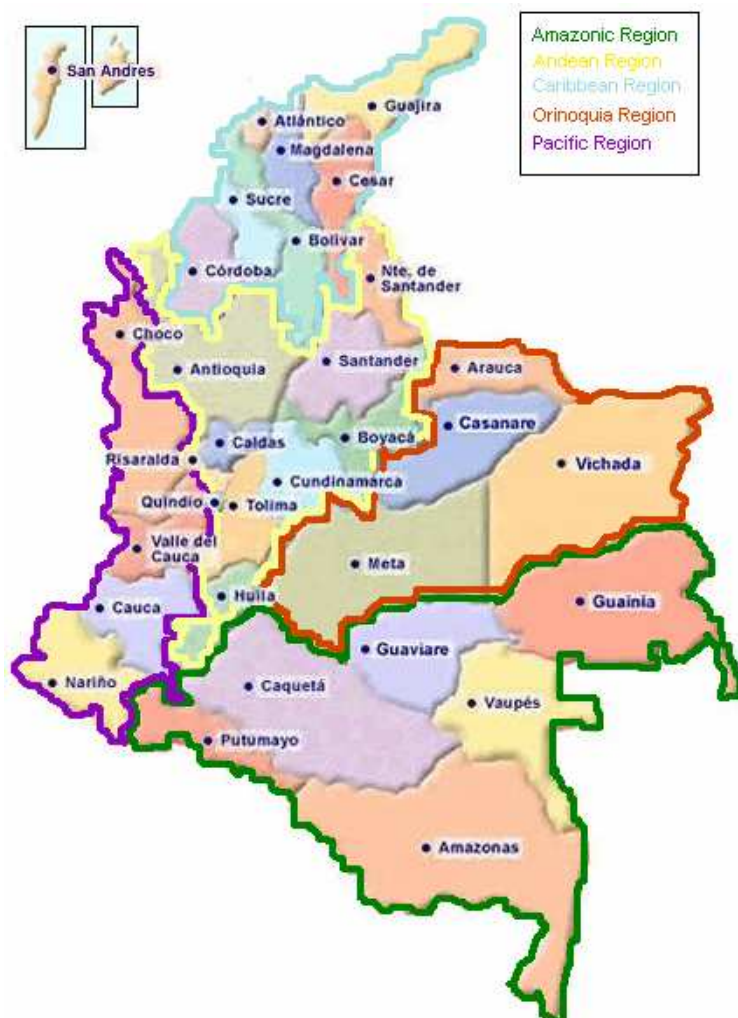 San Andres
Amazonic Region
Andean Region
Caribbean Region
Orinoquia Region
Pacific Region
Guajira
Atlántico
Magdalena
Cesar
Sucre
Bolivar
Córdoba
Nte. de
Santander
Choco
Antioquia
Santander
Arauca
Caldas
Boyacá
Casanare
Risaralda
Vichada
Cundinamarca
Quindio
Tolima
Valle del
Cauca
Meta
Huila
Cauca
Guainia
Guaviare
Nariño
Caquetá
Vaupés
Putumayo
Amazonas